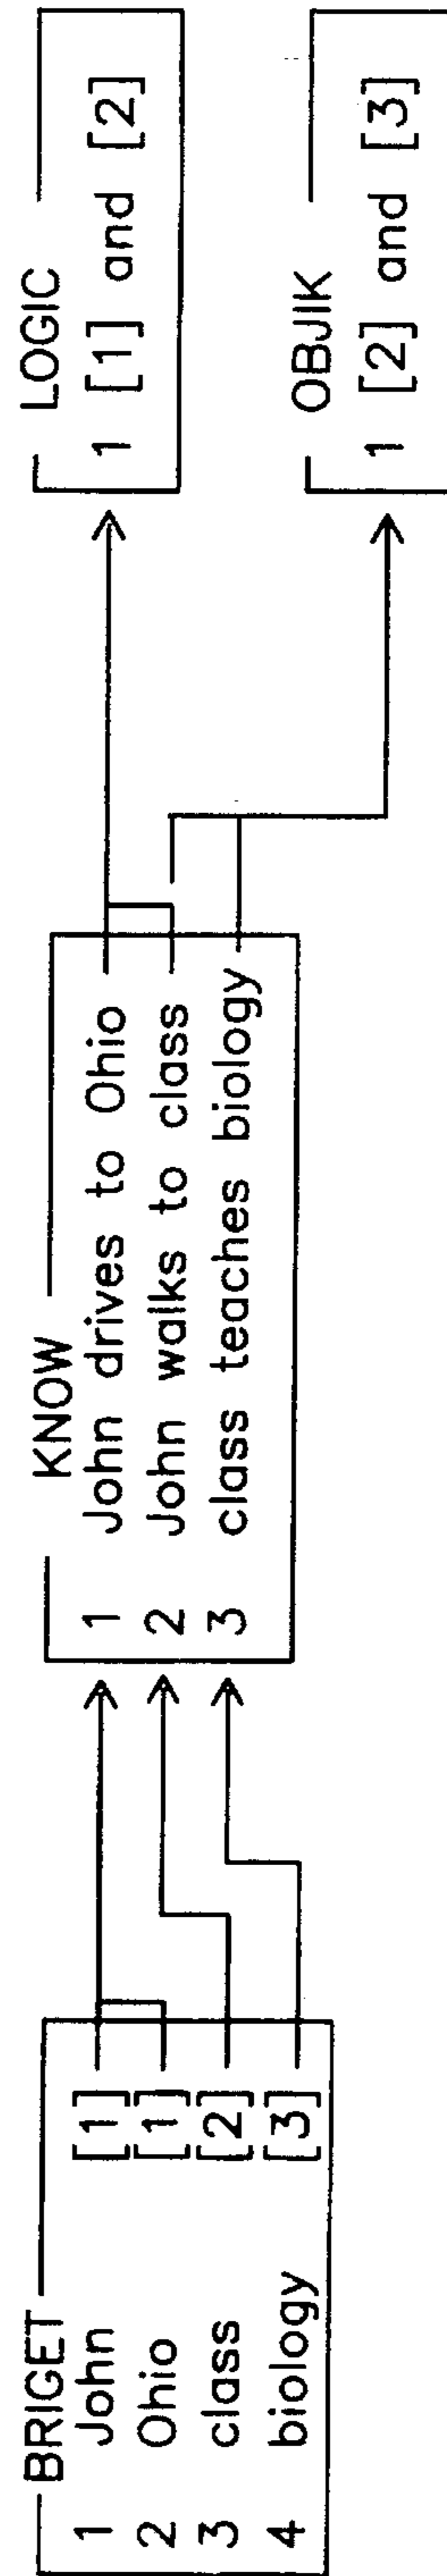 BRIGET
1 John [1]
2 Ohio [1]
3 class [2]
4 biology [3]
KNOW
1 John drives to Ohio
2 John walks to class
3 class teaches biology
LOGIC
1 [1] and [2]
OBJIK
1 [2] and [3]